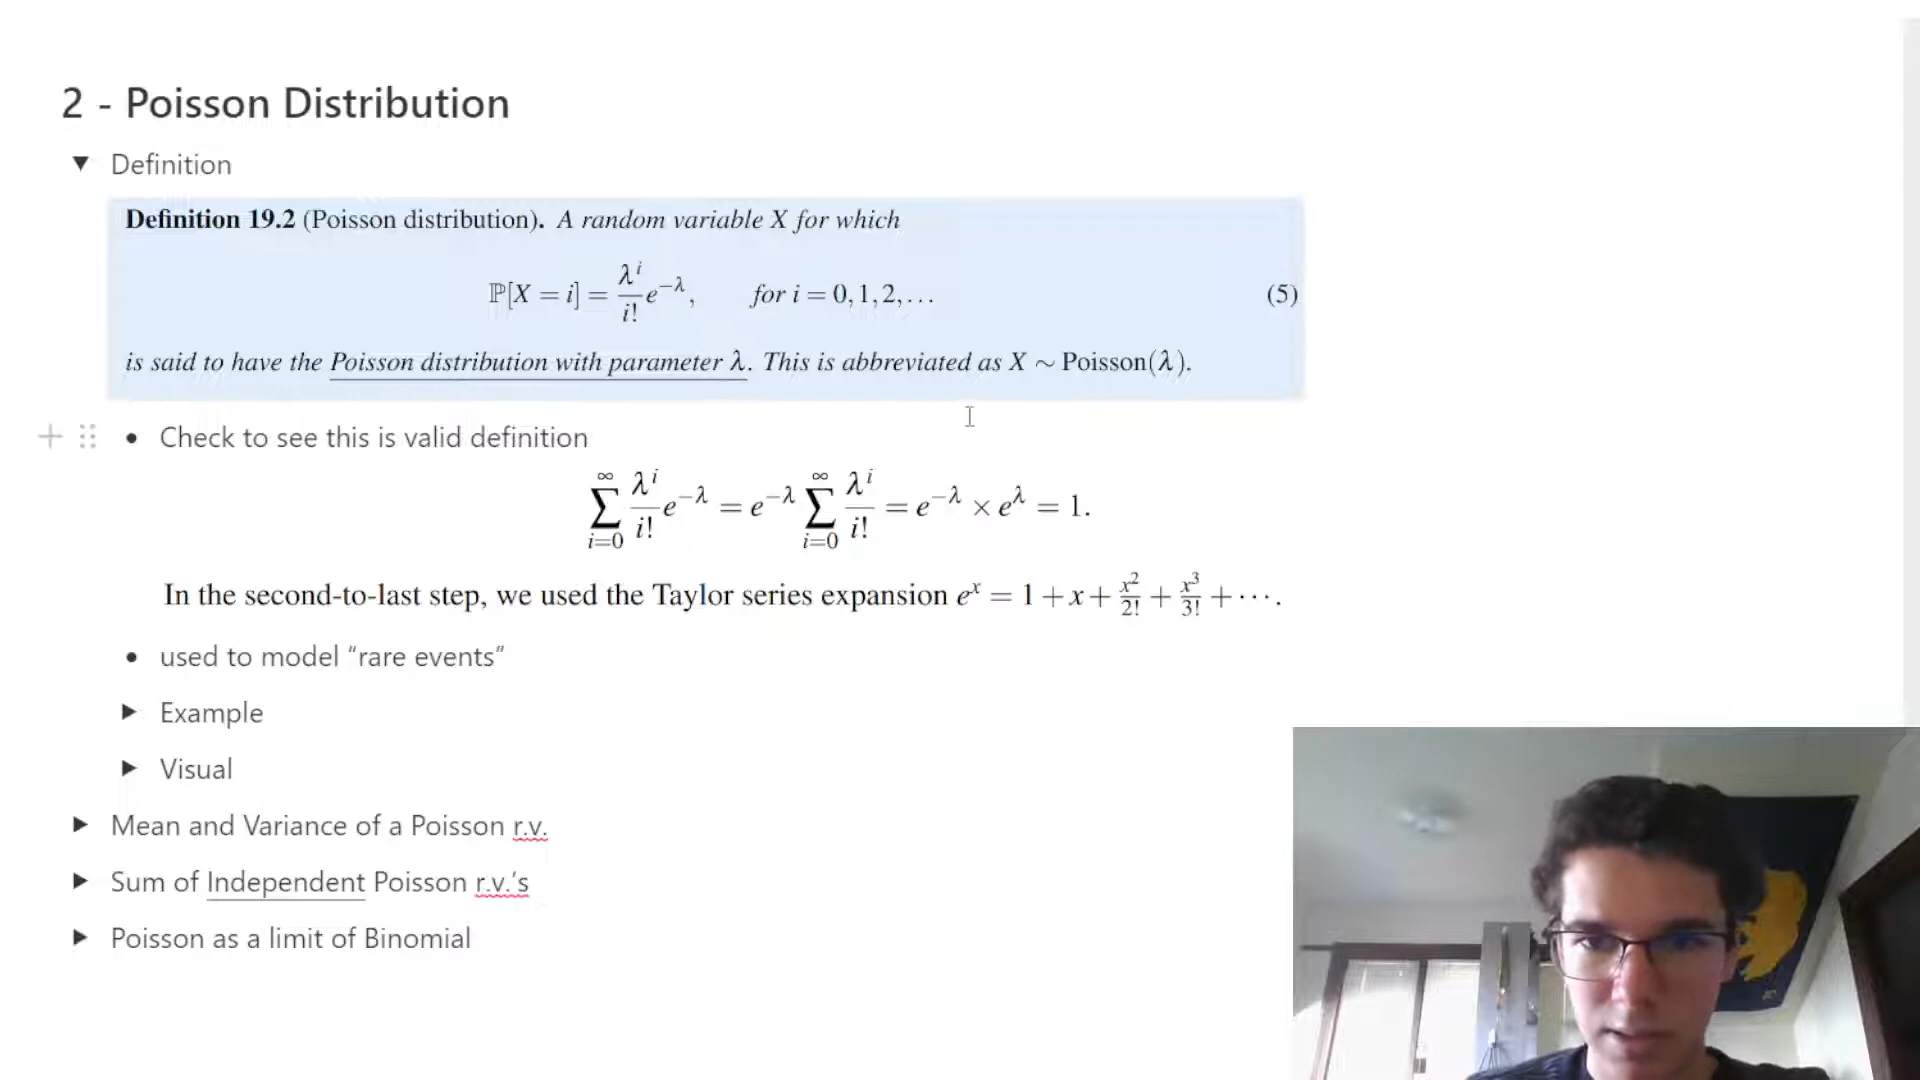 2 - Poisson Distribution
▼ Definition
Definition 19.2 (Poisson distribution). A random variable X for which
ℙ[X = i] = λ^i/i! e^{−λ}, for i = 0,1,2,... (5)
is said to have the Poisson distribution with parameter λ. This is abbreviated as X ∼ Poisson(λ).
• Check to see this is valid definition
∑_{i=0}^{∞} λ^i/i! e^{−λ} = e^{−λ} ∑_{i=0}^{∞} λ^i/i! = e^{−λ} × e^{λ} = 1.
In the second-to-last step, we used the Taylor series expansion e^x = 1 + x + x^2/2! + x^3/3! + ⋯.
• used to model “rare events”
▶ Example
▶ Visual
▶ Mean and Variance of a Poisson r.v.
▶ Sum of Independent Poisson r.v.'s
▶ Poisson as a limit of Binomial